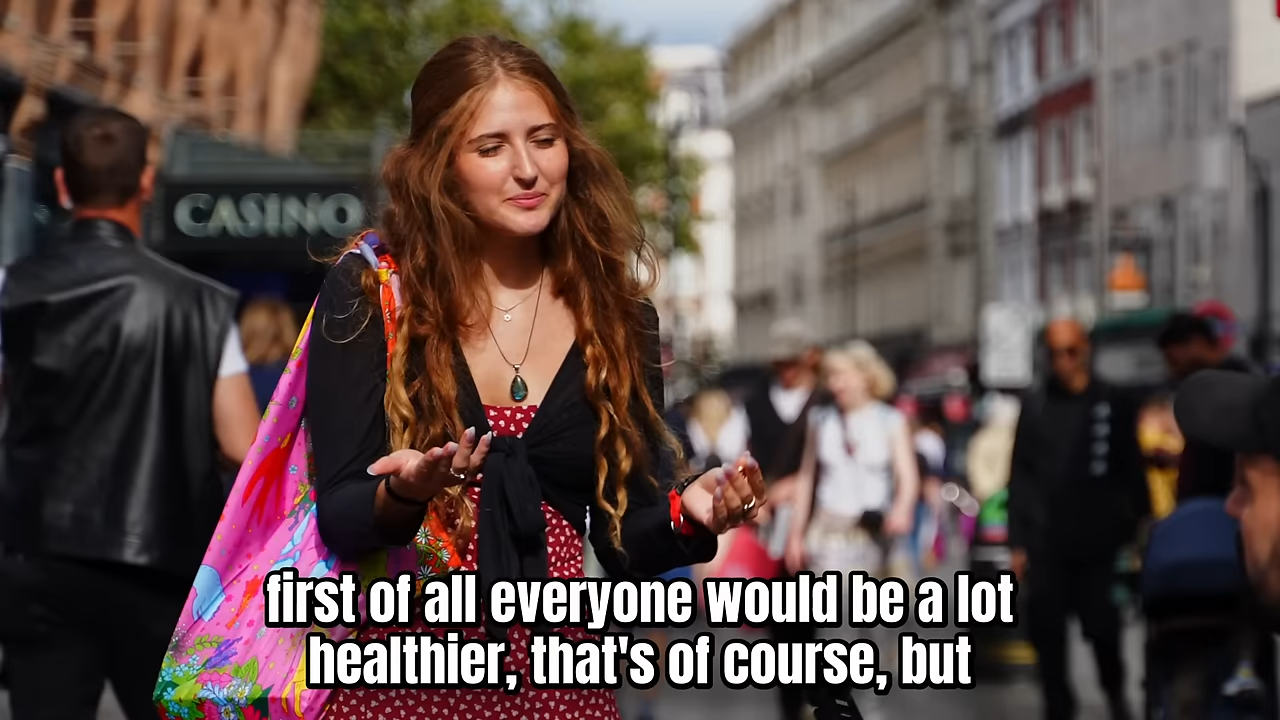 CASINO
first of all everyone would be a lot
healthier, that's of course, but